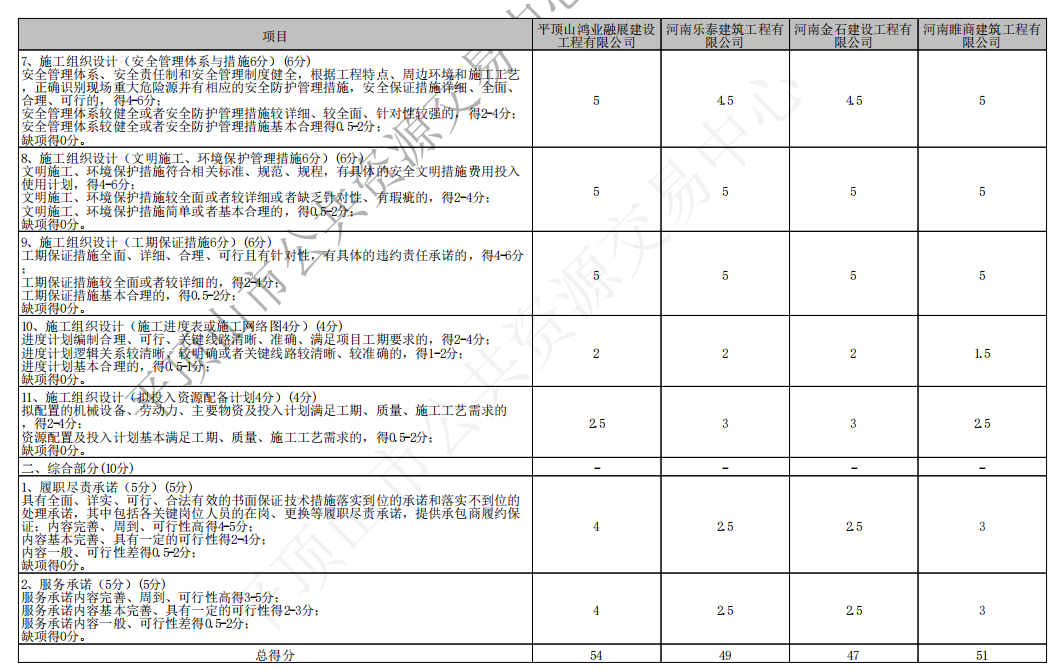 项目
平顶山鸿业融展建设工程有限公司
河南乐泰建筑工程有限公司
河南金石建设工程有限公司
河南睢商建筑工程有限公司
7、施工组织设计（安全管理体系与措施6分）(6分)
安全管理体系、安全责任制和安全管理制度健全，根据工程特点、周边环境和施工工艺
，正确识别现场重大危险源并有相应的安全防护管理措施，安全保证措施详细、全面、
合理、可行的，得4-6分；
安全管理体系较健全或者安全防护管理措施较详细、较全面、针对性较强的，得2-4分；
安全管理体系较健全或者安全防护管理措施基本合理得0.5-2分；
缺项得0分。
5
4.5
4.5
5
8、施工组织设计（文明施工、环境保护管理措施6分）(6分)
文明施工、环境保护措施符合相关标准、规范、规程，有具体的安全文明措施费用投入
使用计划，得4-6分；
文明施工、环境保护措施较全面或者较详细或者缺乏针对性、有瑕疵的，得2-4分；
文明施工、环境保护措施简单或者基本合理的，得0.5-2分；
缺项得0分。
5
5
5
5
9、施工组织设计（工期保证措施6分）(6分)
工期保证措施全面、详细、合理、可行且有针对性，有具体的违约责任承诺的，得4-6分
；
工期保证措施较全面或者较详细的，得2-4分；
工期保证措施基本合理的，得0.5-2分；
缺项得0分。
5
5
5
5
10、施工组织设计（施工进度表或施工网络图4分）(4分)
进度计划编制合理、可行、关键线路清晰、准确、满足项目工期要求的，得2-4分；
进度计划逻辑关系较清晰、较明确或者关键线路较清晰、较准确的，得1-2分；
进度计划基本合理的，得0.5-1分；
缺项得0分。
2
2
2
1.5
11、施工组织设计（拟投入资源配备计划4分）(4分)
拟配置的机械设备、劳动力、主要物资及投入计划满足工期、质量、施工工艺需求的
，得2-4分；
资源配置及投入计划基本满足工期、质量、施工工艺需求的，得0.5-2分；
缺项得0分。
2.5
3
3
2.5
二、综合部分(10分)
-
-
-
-
1、履职尽责承诺（5分）(5分)
具有全面、详实、可行、合法有效的书面保证技术措施落实到位的承诺和落实不到位的
处理承诺，其中包括各关键岗位人员的在岗、更换等履职尽责承诺，提供承包商履约保
证；内容完善、周到、可行性高得4-5分；
内容基本完善、具有一定的可行性得2-4分；
内容一般、可行性差得0.5-2分；
缺项得0分。
4
2.5
2.5
3
2、服务承诺（5分）(5分)
服务承诺内容完善、周到、可行性高得3-5分；
服务承诺内容基本完善、具有一定的可行性得2-3分；
服务承诺内容一般、可行性差得0.5-2分；
缺项得0分。
4
2.5
2.5
3
总得分
54
49
47
51
平顶山市公共资源交易中心
平顶山市公共资源交易中心